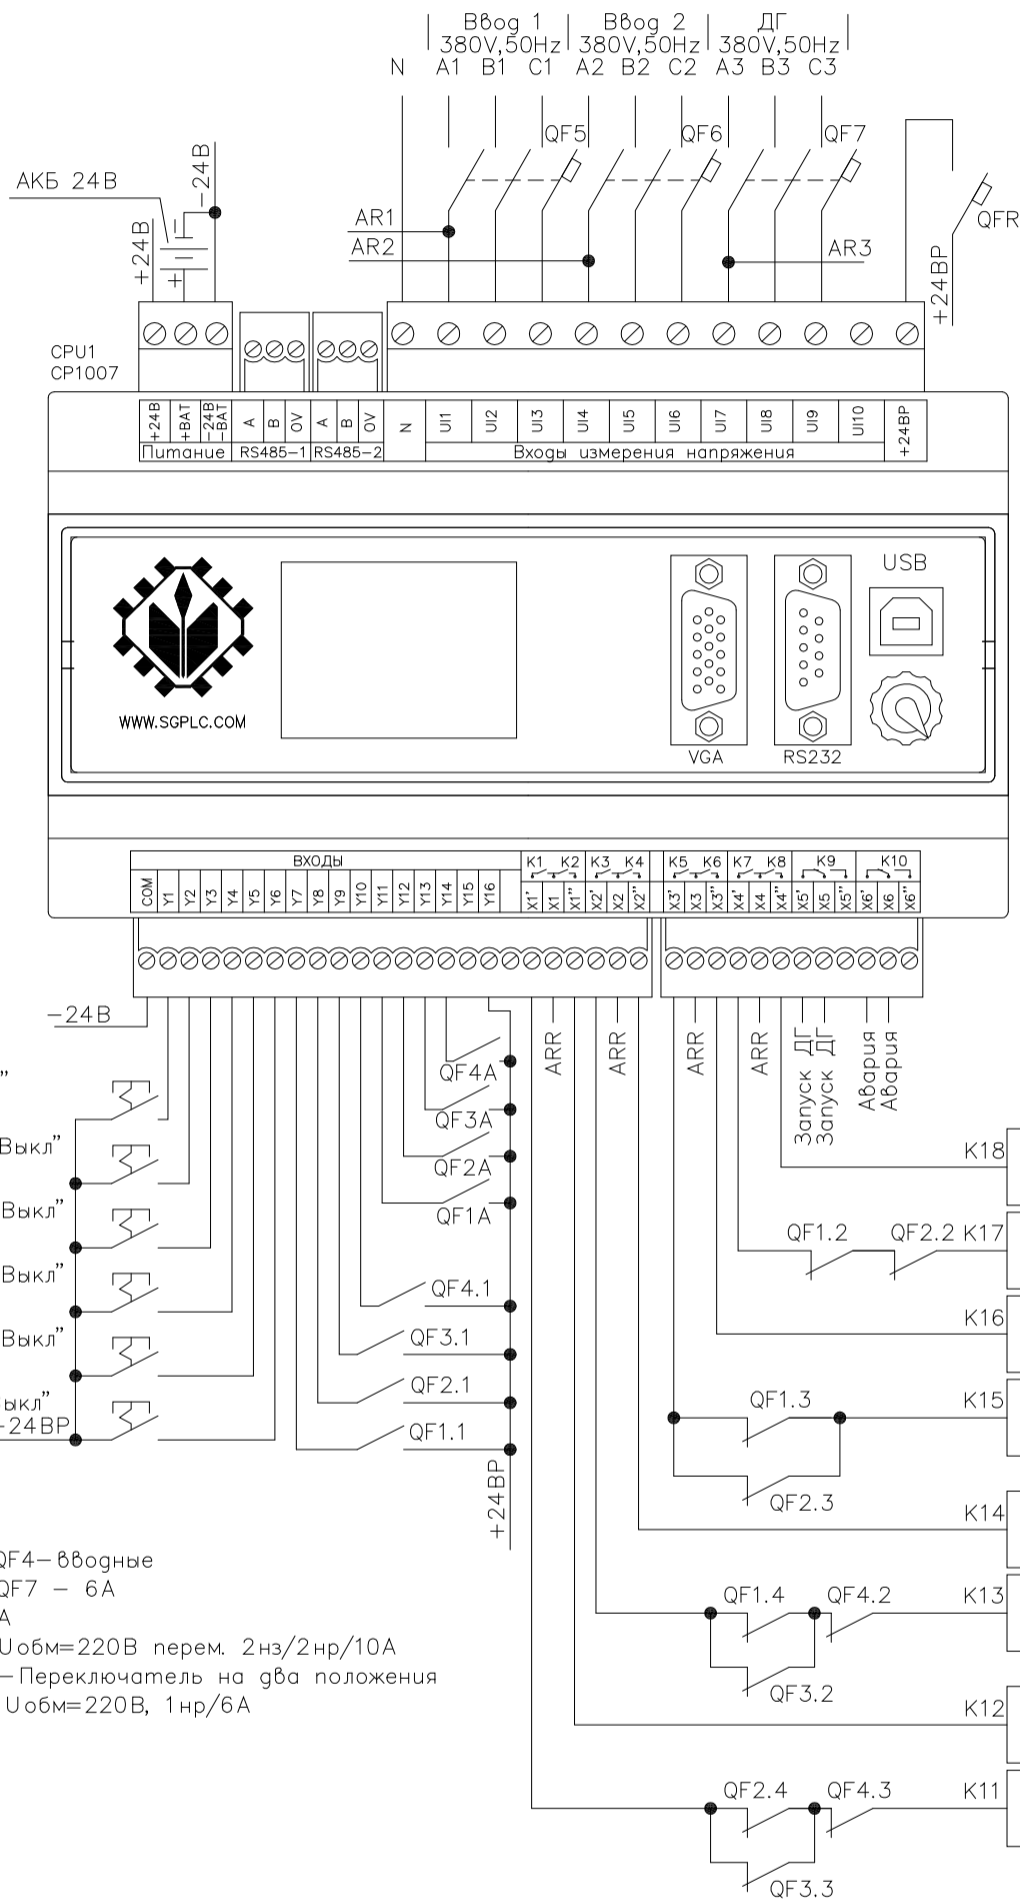 Ввод 1 Ввод 2 ДГ
380V,50Hz 380V,50Hz 380V,50Hz
N A1 B1 C1 A2 B2 C2 A3 B3 C3
QF5 QF6 QF7
АКБ 24В
-24В
+24В
+
AR1
AR2
AR3
QFR
+24ВР
CPU1
CP1007
+24В +BAT -24В -BAT A B 0V A B 0V N UI1 UI2 UI3 UI4 UI5 UI6 UI7 UI8 UI9 UI10 +24ВР
Питание RS485-1 RS485-2 Входы измерения напряжения
USB
WWW.SGPLC.COM
VGA RS232
ВХОДЫ K1 K2 K3 K4 K5 K6 K7 K8 K9 K10
COM Y1 Y2 Y3 Y4 Y5 Y6 Y7 Y8 Y9 Y10 Y11 Y12 Y13 Y14 Y15 Y16 X1' X1 X1" X2' X2 X2" X3' X3 X3" X4' X4 X4" X5' X5 X5" X6' X6 X6"
-24В
ARR ARR ARR ARR Запуск ДГ Запуск ДГ Авария Авария
"
QF4A
QF3A
Выкл"
QF2A
K18
Выкл"
QF1A
QF1.2 QF2.2 K17
Выкл"
QF4.1
K16
Выкл"
QF3.1
QF2.1
QF1.3 K15
ыкл"
-24ВР
QF1.1
+24ВР
QF2.3
K14
QF4-вводные
QF7 - 6А
А
Uобм=220В перем. 2нз/2нр/10А
-Переключатель на два положения
Uобм=220В, 1нр/6А
QF1.4 QF4.2 K13
QF3.2
K12
QF2.4 QF4.3 K11
QF3.3